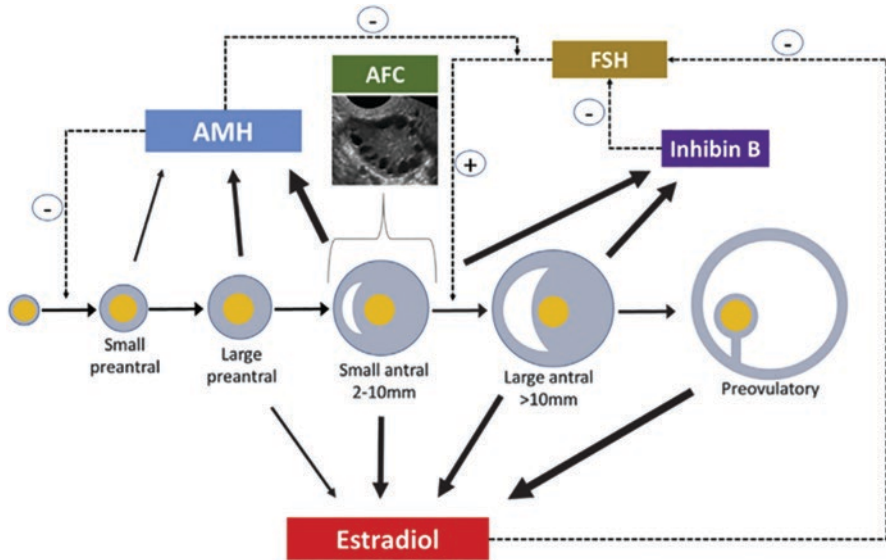 -
-
AFC
FSH
AMH
-
Inhibin B
+
-
Small
preantral
Large
preantral
Small antral
2-10mm
Large antral
>10mm
Preovulatory
Estradiol